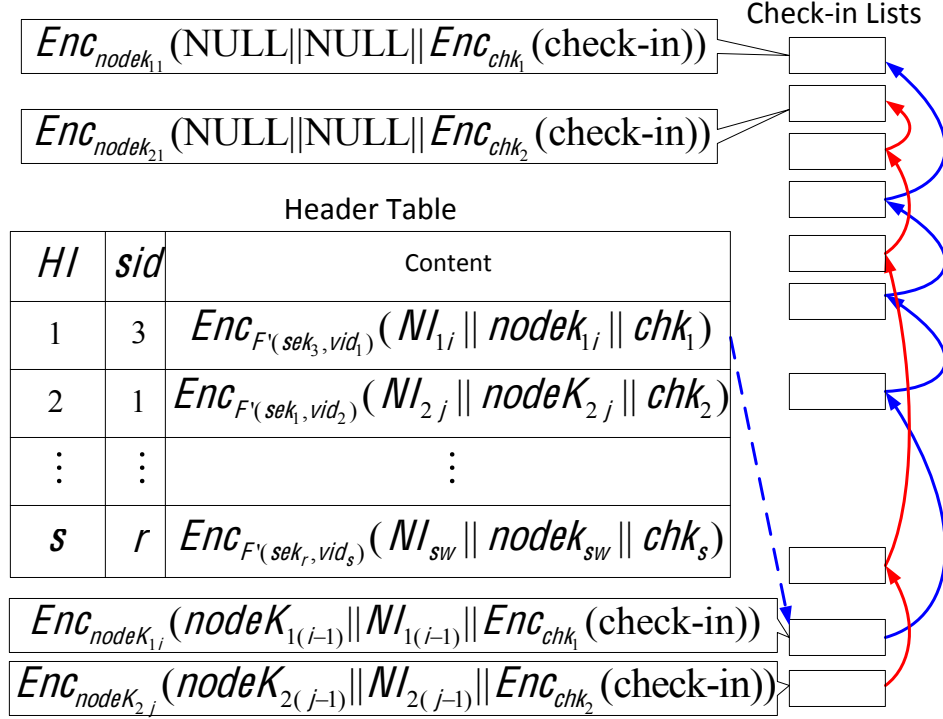 Check-in Lists
Enc_{nodek_{11}}(NULL||NULL||Enc_{chk_1}(check-in))
Enc_{nodek_{21}}(NULL||NULL||Enc_{chk_2}(check-in))
Header Table
HI sid Content
1 3 Enc_{F'(sek_3,vid_1)}(NI_{1i} || nodek_{1i} || chk_1)
2 1 Enc_{F'(sek_1,vid_2)}(NI_{2j} || nodeK_{2j} || chk_2)
⋮ ⋮ ⋮
s r Enc_{F'(sek_r,vid_s)}(NI_{sw} || nodek_{sw} || chk_s)
Enc_{nodeK_{1i}}(nodeK_{1(i−1)}||NI_{1(i−1)}||Enc_{chk_1}(check-in))
Enc_{nodeK_{2j}}(nodeK_{2(j−1)}||NI_{2(j−1)}||Enc_{chk_2}(check-in))